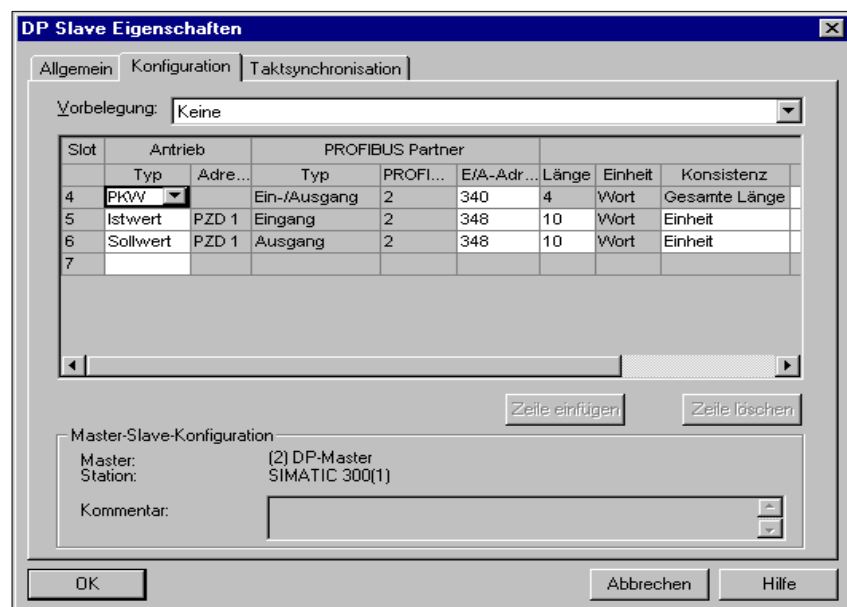 DP Slave Eigenschaften
Allgemein Konfiguration Taktsynchronisation
Vorbelegung: Keine
Slot Antrieb PROFIBUS Partner
Typ Adre... Typ PROFI... E/A-Adr... Länge Einheit Konsistenz
4 PKW Ein-/Ausgang 2 340 4 Wort Gesamte Länge
5 Istwert PZD 1 Eingang 2 348 10 Wort Einheit
6 Sollwert PZD 1 Ausgang 2 348 10 Wort Einheit
7
Zeile einfügen Zeile löschen
Master-Slave-Konfiguration
Master: (2) DP-Master
Station: SIMATIC 300(1)
Kommentar:
OK Abbrechen Hilfe